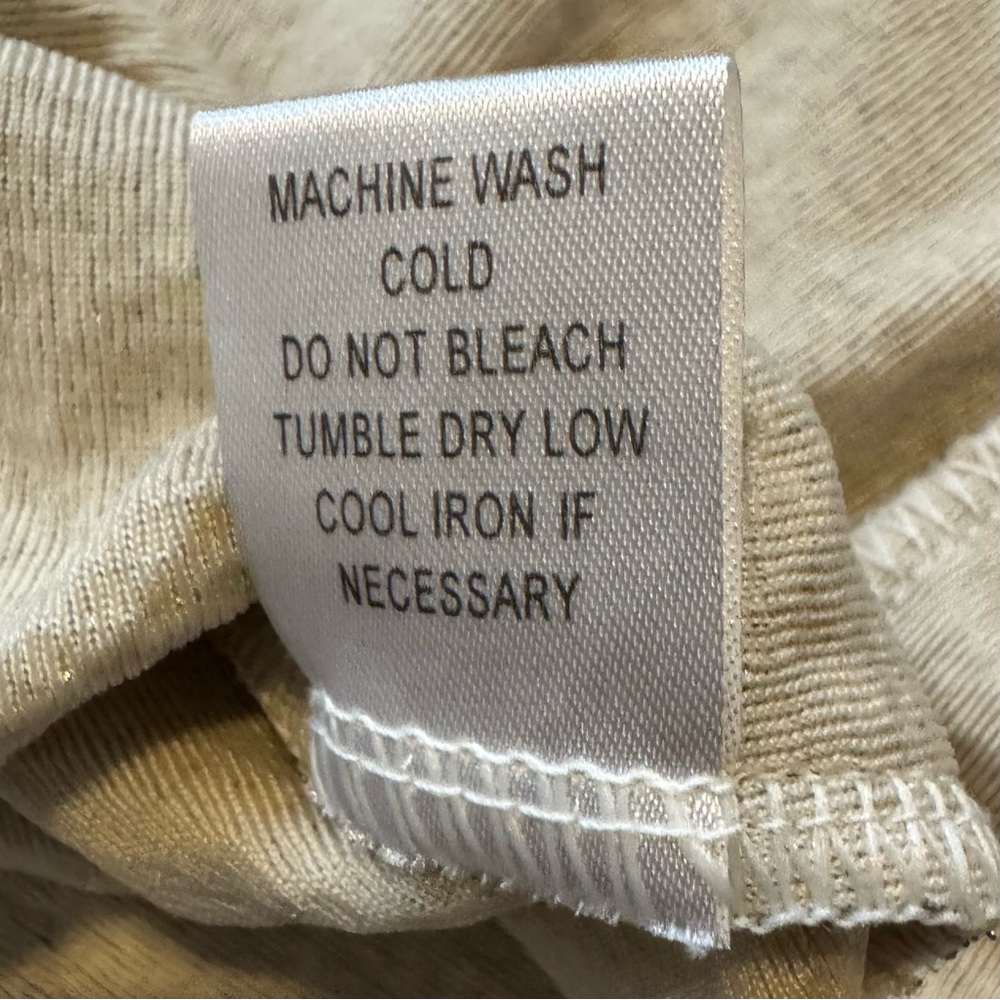 MACHINE WASH
COLD
DO NOT BLEACH
TUMBLE DRY LOW
COOL IRON IF
NECESSARY